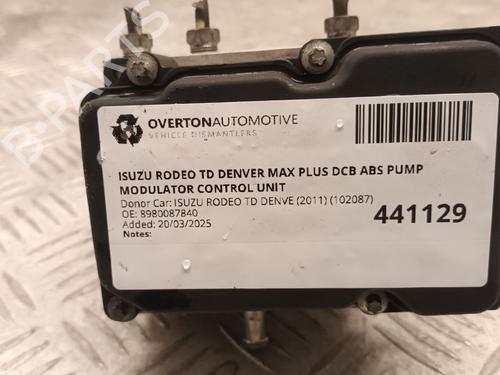 OVERTONAUTOMOTIVE
VEHICLE DISMANTLERS
ISUZU RODEO TD DENVER MAX PLUS DCB ABS PUMP
MODULATOR CONTROL UNIT
Donor Car: ISUZU RODEO TD DENVE (2011) (102087)
OE: 8980087840
Added: 20/03/2025
Notes:
441129
B-PARTS